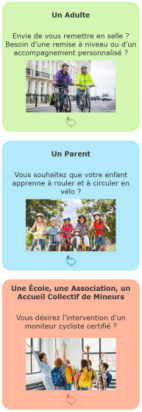 Un Adulte
Envie de vous remettre en selle ?
Besoin d'une remise à niveau ou d'un
accompagnement personnalisé ?
Un Parent
Vous souhaitez que votre enfant
apprenne à rouler et à circuler en
vélo ?
Une École, une Association, un
Accueil Collectif de Mineurs
Vous désirez l'intervention d'un
moniteur cycliste certifié ?